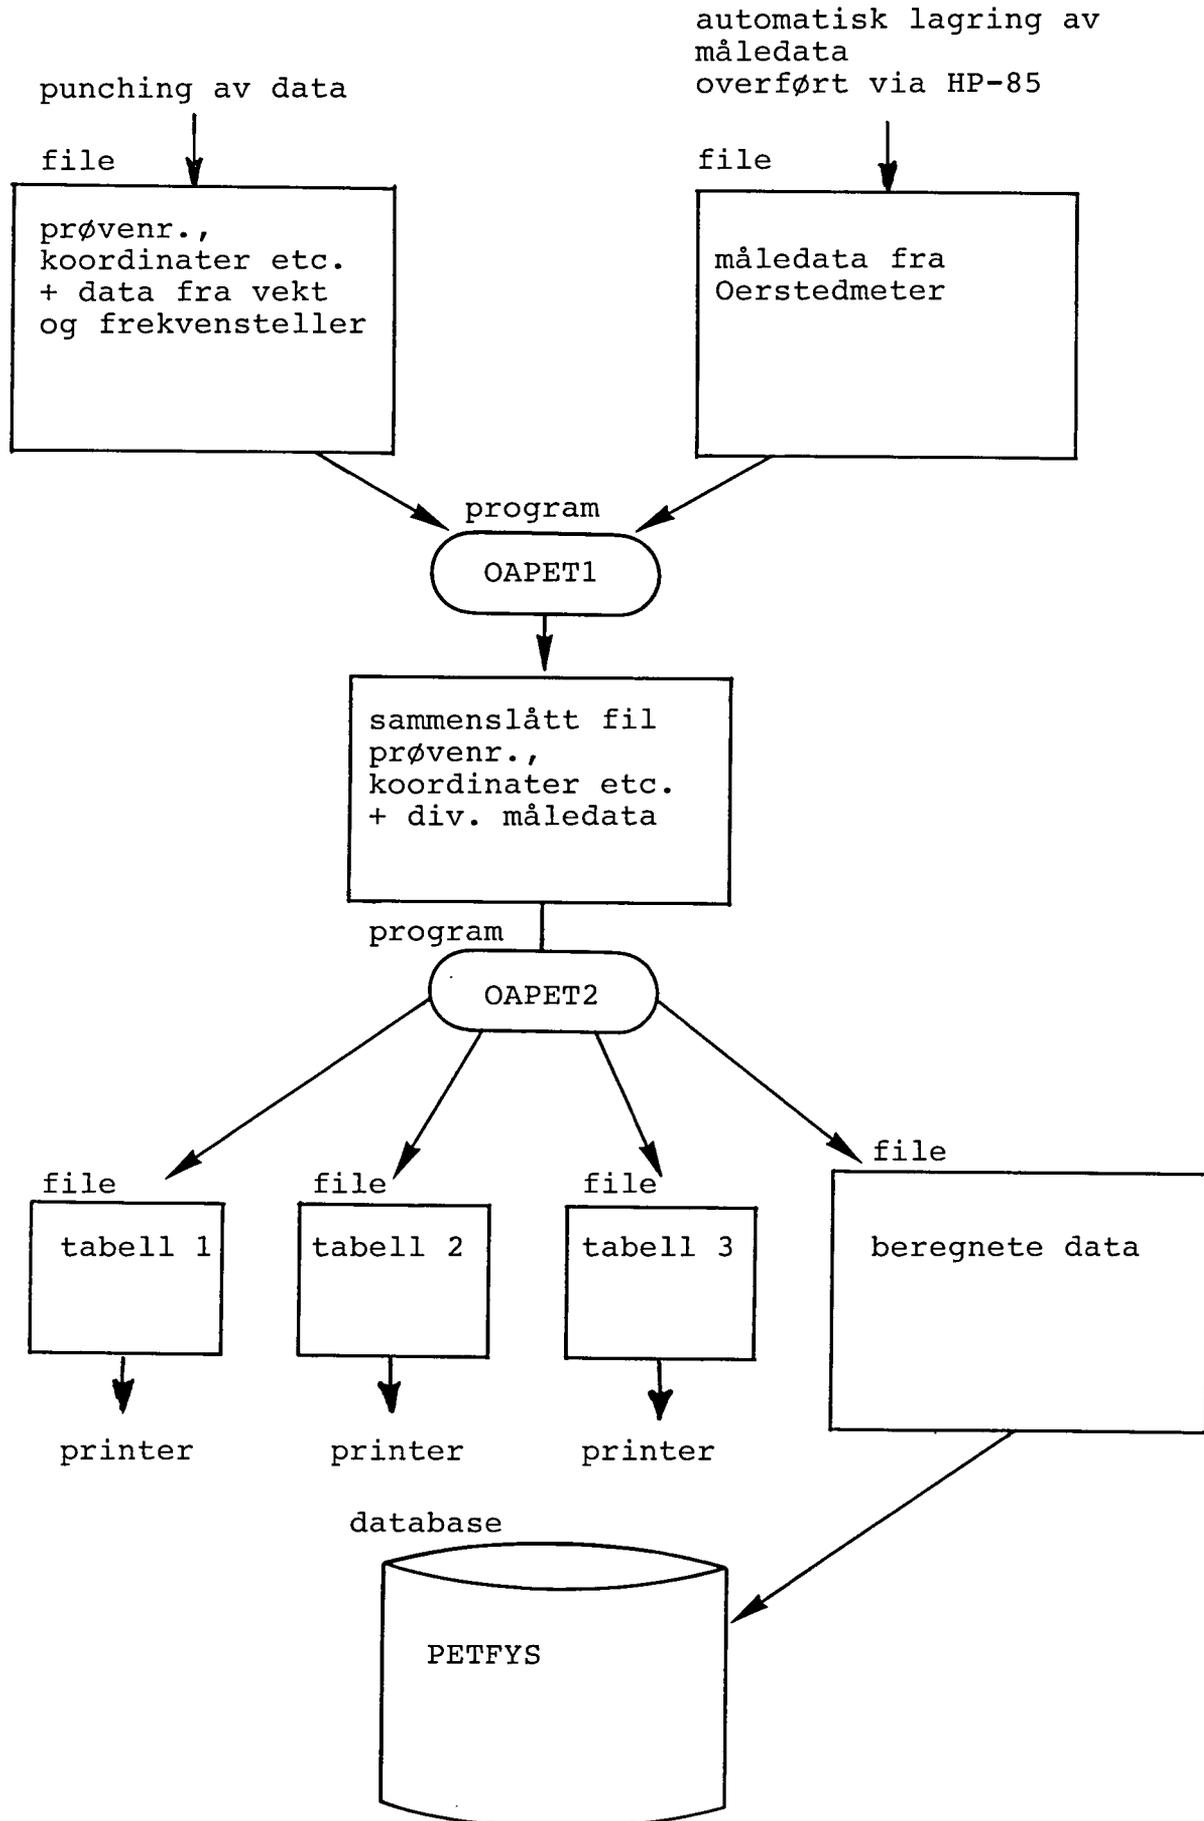 automatisk lagring av
måledata
overført via HP-85
punching av data
file
prøvenr.,
koordinater etc.
+ data fra vekt
og frekvensteller
file
måledata fra
Oerstedmeter
program
OAPET1
sammenslått fil
prøvenr.,
koordinater etc.
+ div. måledata
program
OAPET2
file
tabell 1
printer
file
tabell 2
printer
file
tabell 3
printer
file
beregnete data
database
PETFYS